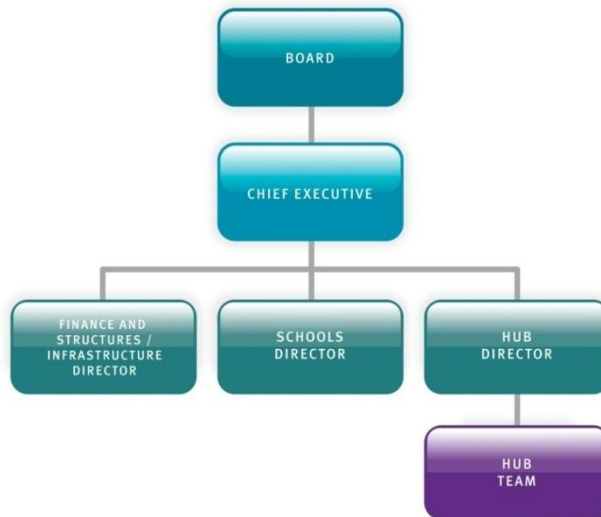 BOARD
CHIEF EXECUTIVE
FINANCE AND
STRUCTURES /
INFRASTRUCTURE
DIRECTOR
SCHOOLS
DIRECTOR
HUB
DIRECTOR
HUB
TEAM